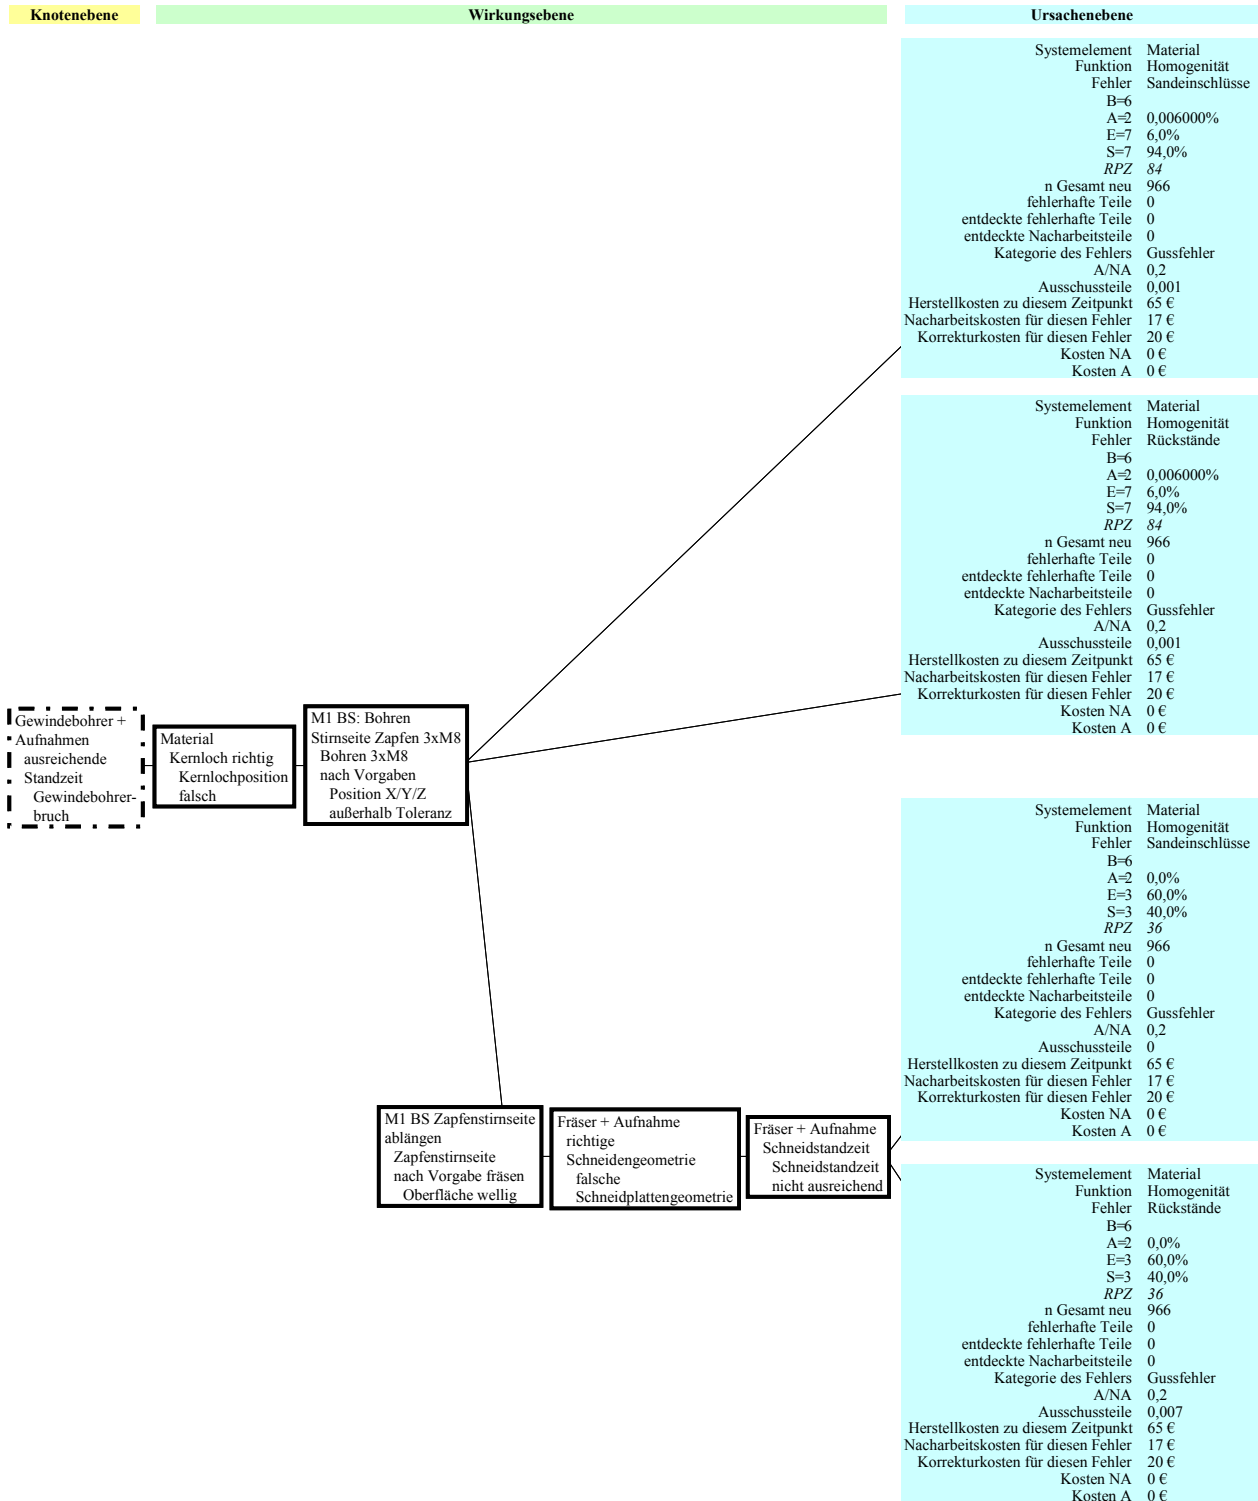 Knotenebene
Wirkungsebene
Ursachenebene
Systemelement Material
Funktion Homogenität
Fehler Sandeinschlüsse
B=6
A=2 0,006000%
E=7 6,0%
S=7 94,0%
RPZ 84
n Gesamt neu 966
fehlerhafte Teile 0
entdeckte fehlerhafte Teile 0
entdeckte Nacharbeitsteile 0
Kategorie des Fehlers Gussfehler
A/NA 0,2
Ausschussteile 0,001
Herstellkosten zu diesem Zeitpunkt 65 €
Nacharbeitskosten für diesen Fehler 17 €
Korrekturkosten für diesen Fehler 20 €
Kosten NA 0 €
Kosten A 0 €
Systemelement Material
Funktion Homogenität
Fehler Rückstände
B=6
A=2 0,006000%
E=7 6,0%
S=7 94,0%
RPZ 84
n Gesamt neu 966
fehlerhafte Teile 0
entdeckte fehlerhafte Teile 0
entdeckte Nacharbeitsteile 0
Kategorie des Fehlers Gussfehler
A/NA 0,2
Ausschussteile 0,001
Herstellkosten zu diesem Zeitpunkt 65 €
Nacharbeitskosten für diesen Fehler 17 €
Korrekturkosten für diesen Fehler 20 €
Kosten NA 0 €
Kosten A 0 €
Gewindebohrer +
Aufnahmen
ausreichende
Standzeit
Gewindebohrer-
bruch
Material
Kernloch richtig
Kernlochposition
falsch
M1 BS: Bohren
Stirnseite Zapfen 3xM8
Bohren 3xM8
nach Vorgaben
Position X/Y/Z
außerhalb Toleranz
Systemelement Material
Funktion Homogenität
Fehler Sandeinschlüsse
B=6
A=2 0,0%
E=3 60,0%
S=3 40,0%
RPZ 36
n Gesamt neu 966
fehlerhafte Teile 0
entdeckte fehlerhafte Teile 0
entdeckte Nacharbeitsteile 0
Kategorie des Fehlers Gussfehler
A/NA 0,2
Ausschussteile 0
Herstellkosten zu diesem Zeitpunkt 65 €
Nacharbeitskosten für diesen Fehler 17 €
Korrekturkosten für diesen Fehler 20 €
Kosten NA 0 €
Kosten A 0 €
M1 BS Zapfenstirnseite
ablängen
Zapfenstirnseite
nach Vorgabe fräsen
Oberfläche wellig
Fräser + Aufnahme
richtige
Schneidengeometrie
falsche
Schneidplattengeometrie
Fräser + Aufnahme
Schneidstandzeit
Schneidstandzeit
nicht ausreichend
Systemelement Material
Funktion Homogenität
Fehler Rückstände
B=6
A=2 0,0%
E=3 60,0%
S=3 40,0%
RPZ 36
n Gesamt neu 966
fehlerhafte Teile 0
entdeckte fehlerhafte Teile 0
entdeckte Nacharbeitsteile 0
Kategorie des Fehlers Gussfehler
A/NA 0,2
Ausschussteile 0,007
Herstellkosten zu diesem Zeitpunkt 65 €
Nacharbeitskosten für diesen Fehler 17 €
Korrekturkosten für diesen Fehler 20 €
Kosten NA 0 €
Kosten A 0 €